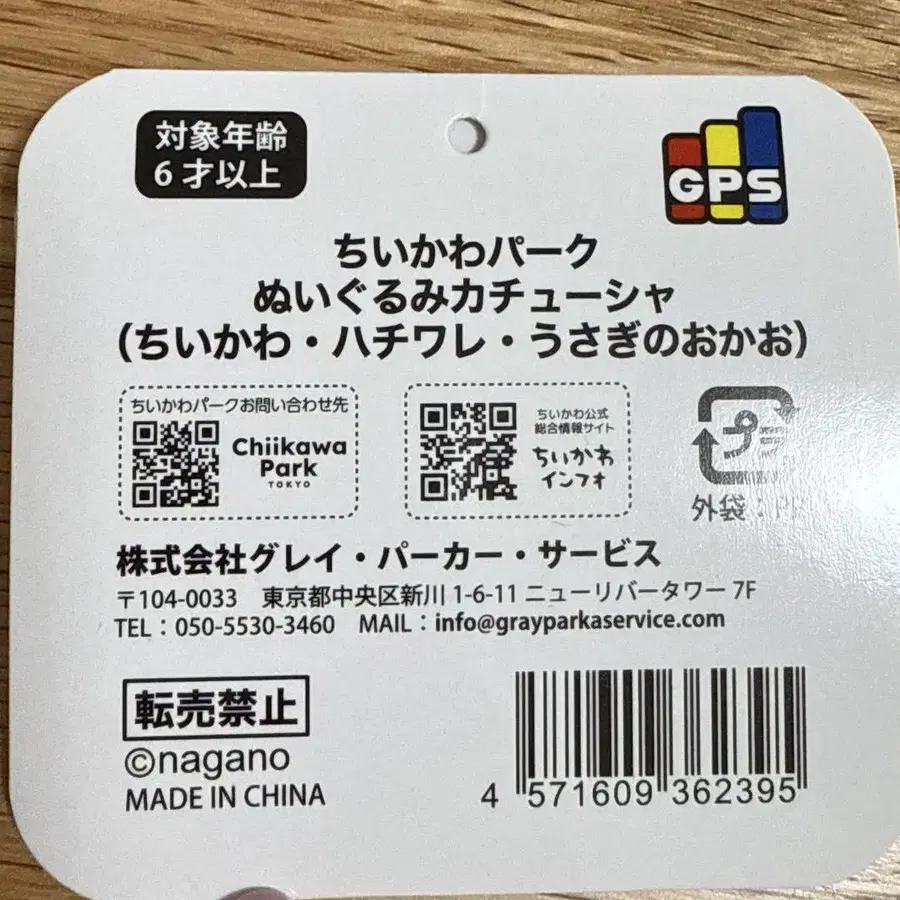 対象年齢
6才以上
GPS
ちいかわパーク
ぬいぐるみカチューシャ
(ちいかわ・ハチワレ・うさぎのおかお)
ちいかわパークお問い合わせ先
Chiikawa
Park
TOKYO
ちいかわ公式
総合情報サイト
ちいかわ
インフォ
プラ
外袋:PP
株式会社グレイ・パーカー・サービス
〒104-0033 東京都中央区新川1-6-11 ニューリバータワー 7F
TEL:050-5530-3460 MAIL:info@grayparkaservice.com
転売禁止
©nagano
MADE IN CHINA
4 571609 362395